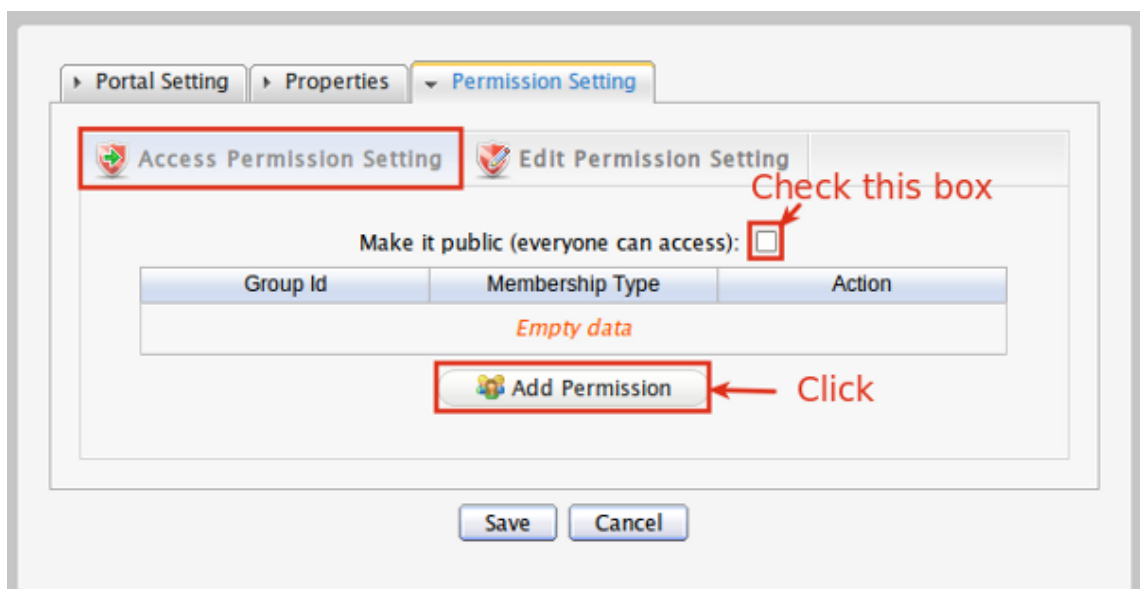 Portal Setting Properties Permission Setting
Access Permission Setting Edit Permission Setting
Check this box
Make it public (everyone can access):
Group Id Membership Type Action
Empty data
Add Permission Click
Save Cancel